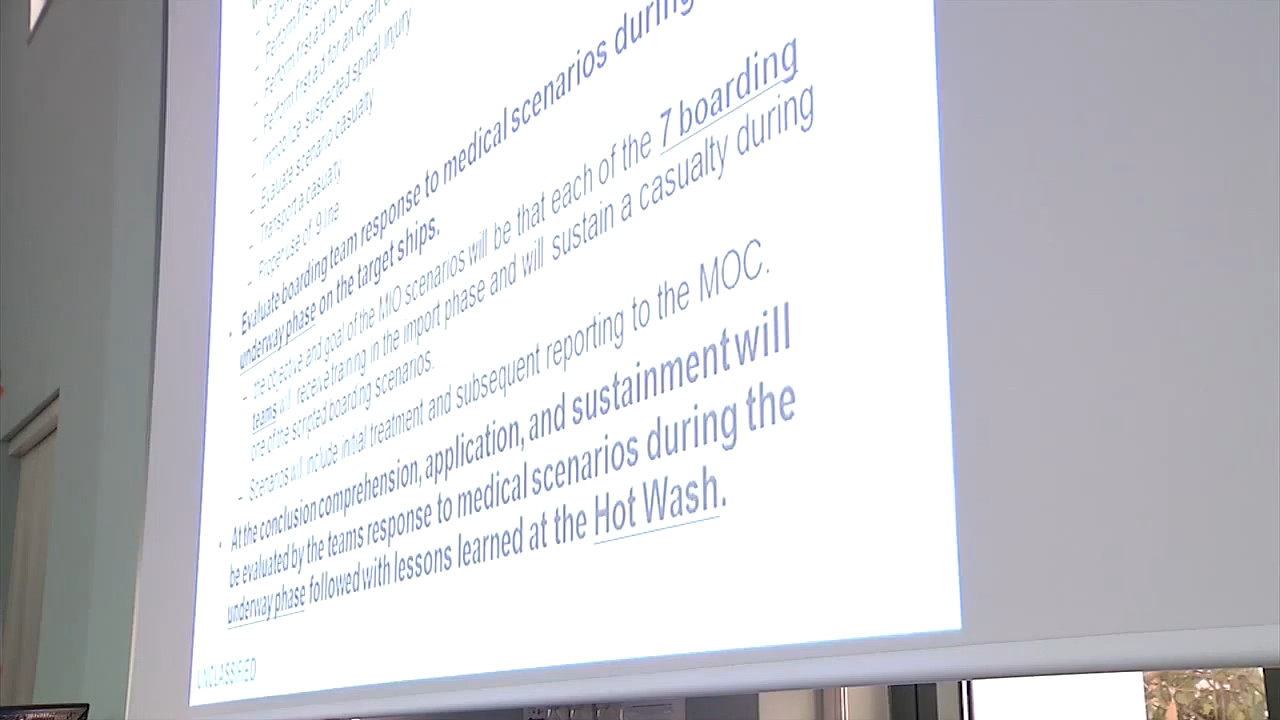 Perform first
Perform first aid to
- Perform first aid for an open
- Immobilize suspected spinal injury
- Evaluate scenario casualty
- Transport a casualty
- Proper use of 9 line
• Evaluate boarding team response to medical scenarios during
underway phase on the target ships.
- the objective and goal of the MIO scenarios will be that each of the 7 boarding
teams will receive training in the import phase and will sustain a casualty during
one of the scripted boarding scenarios.
- Scenarios will include initial treatment and subsequent reporting to the MOC.
• At the conclusion comprehension, application, and sustainment will
be evaluated by the teams response to medical scenarios during the
underway phase followed with lessons learned at the Hot Wash.
UNCLASSIFIED